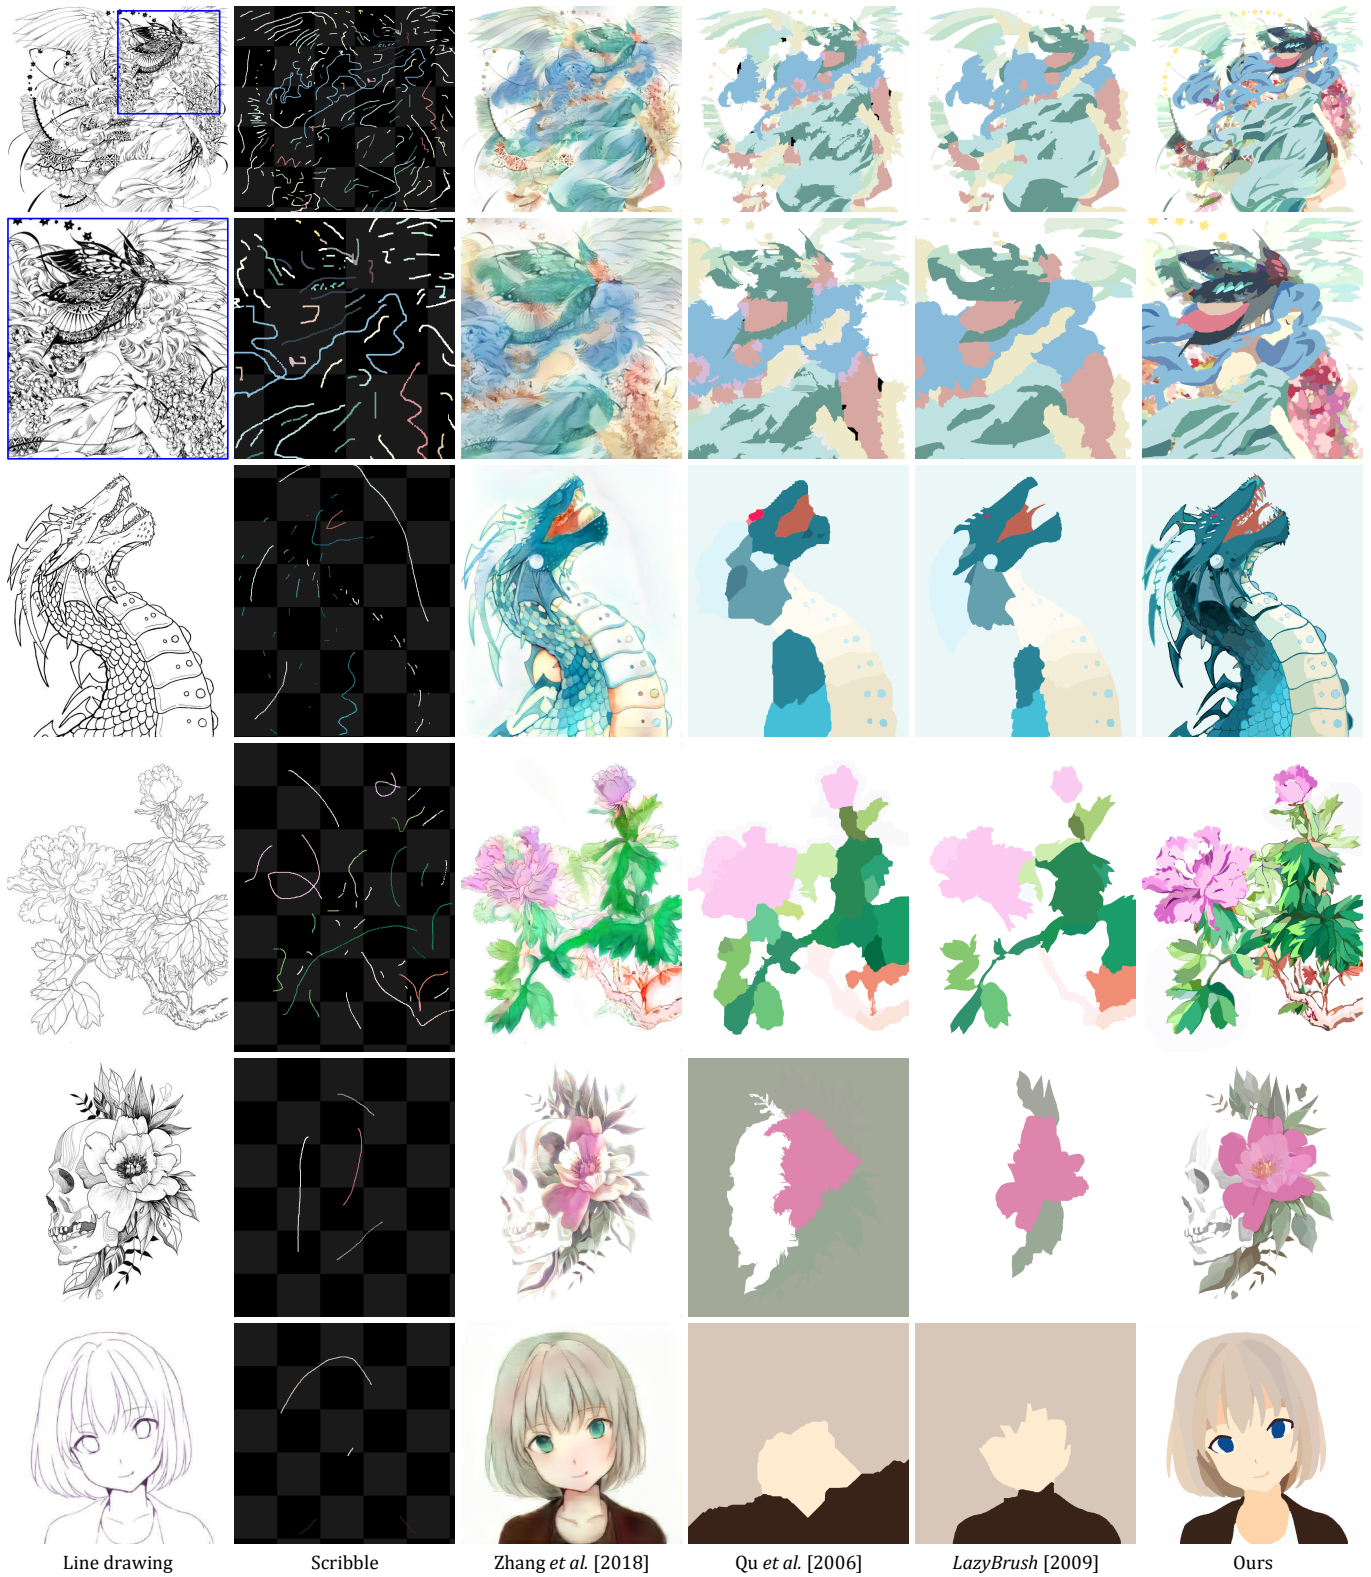 Line drawing
Scribble
Zhang et al. [2018]
Qu et al. [2006]
LazyBrush [2009]
Ours